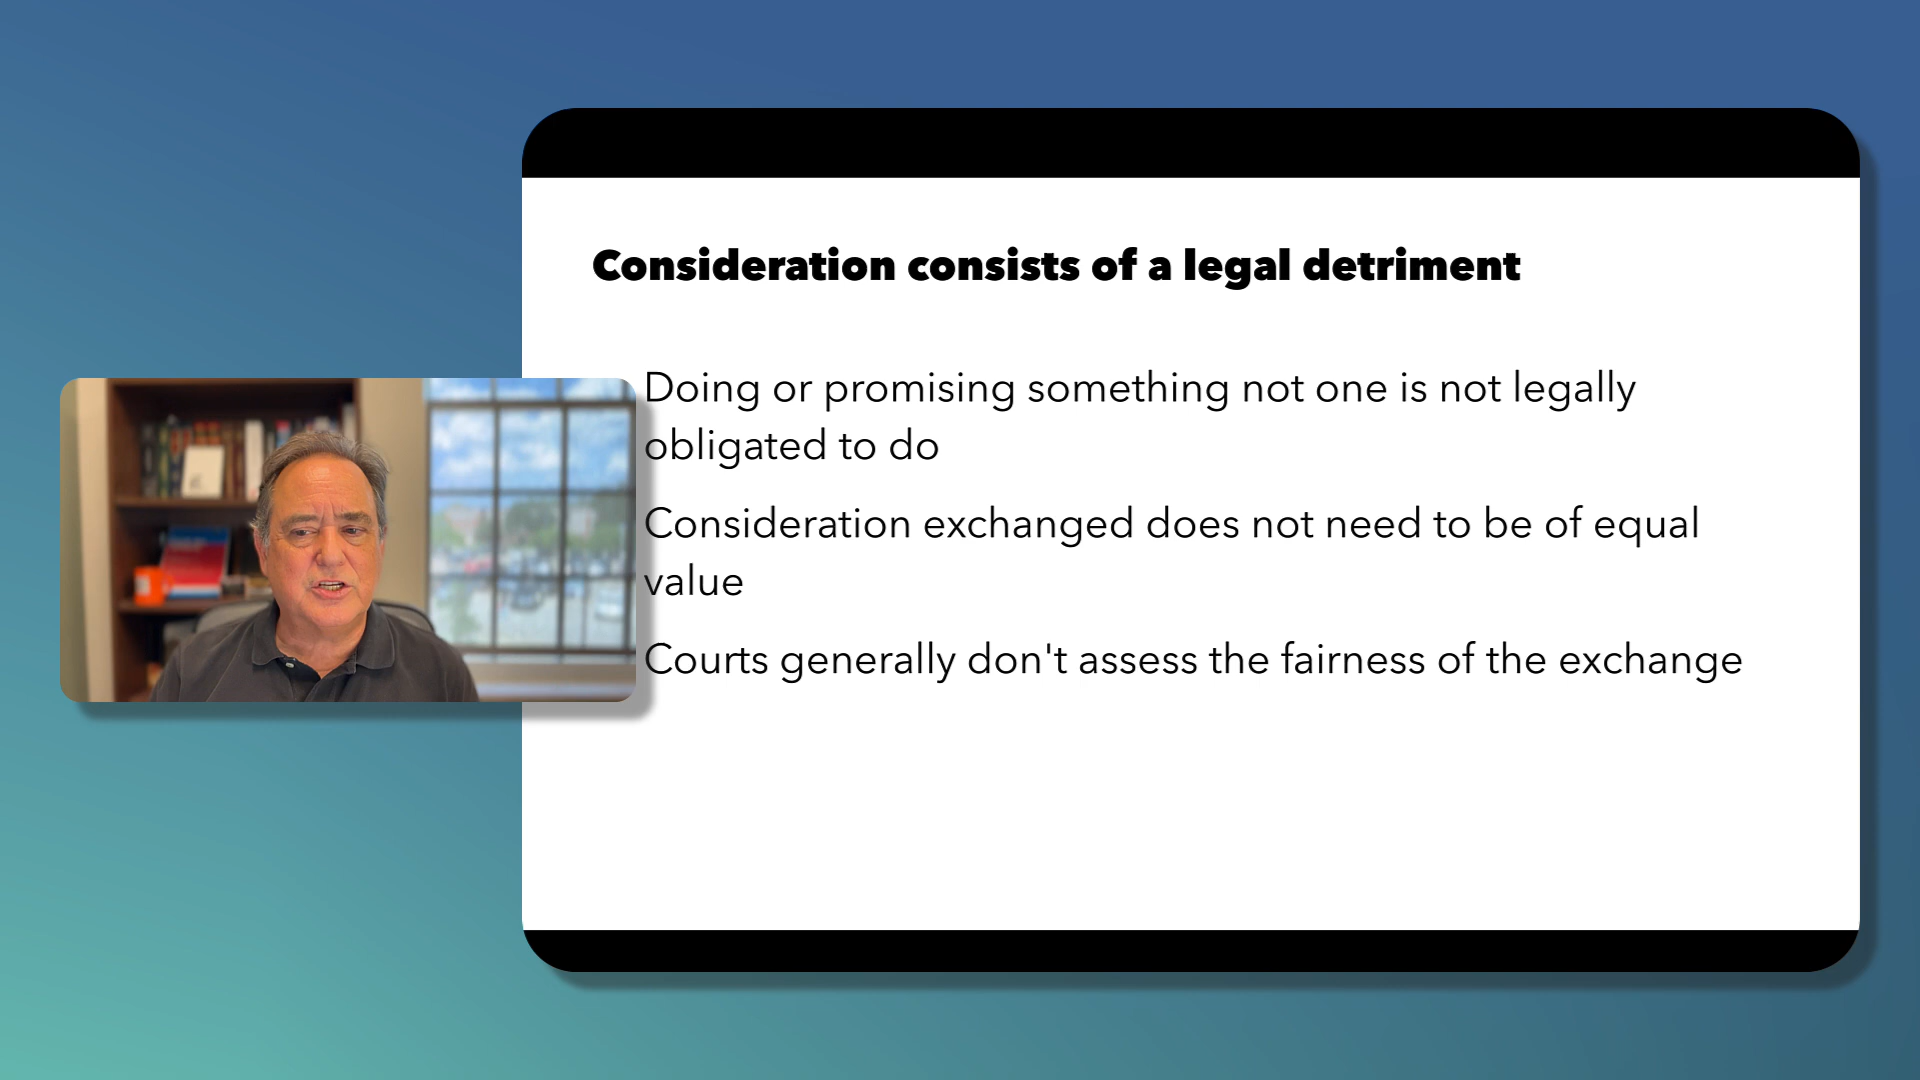 Consideration consists of a legal detriment
Doing or promising something not one is not legally
obligated to do
Consideration exchanged does not need to be of equal
value
Courts generally don't assess the fairness of the exchange